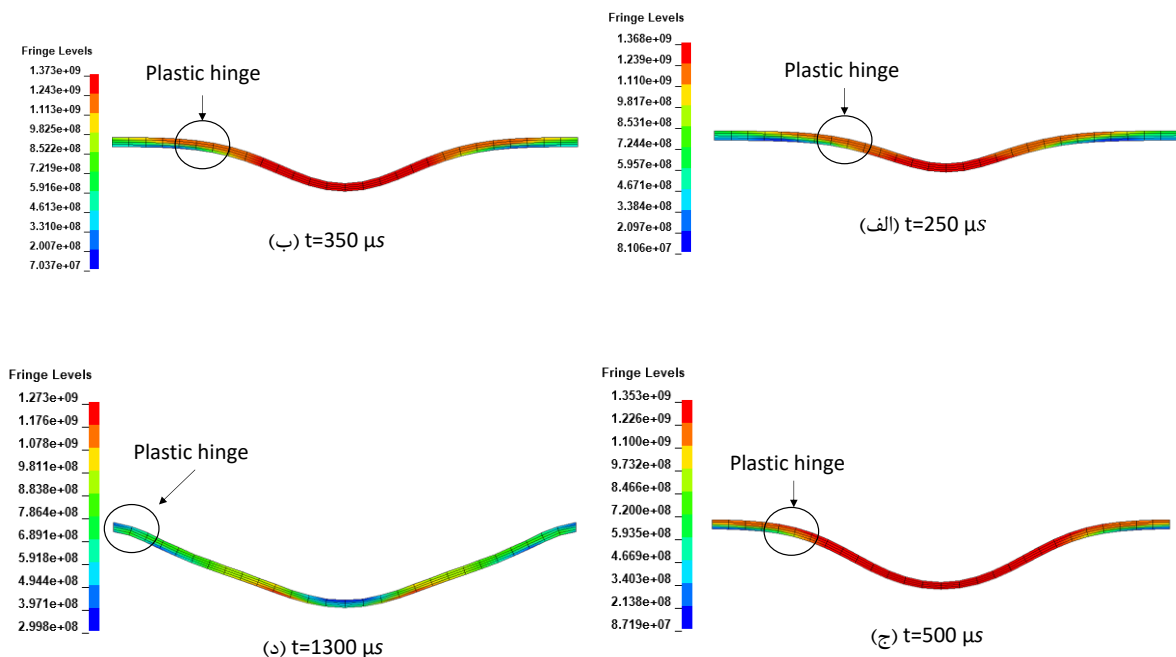 Fringe Levels
1.368e+09
1.239e+09
1.110e+09
9.817e+08
8.531e+08
7.244e+08
5.957e+08
4.671e+08
3.384e+08
2.097e+08
8.106e+07
Plastic hinge
(الف) t=250 µs
Fringe Levels
1.373e+09
1.243e+09
1.113e+09
9.825e+08
8.522e+08
7.219e+08
5.916e+08
4.613e+08
3.310e+08
2.007e+08
7.037e+07
Plastic hinge
(ب) t=350 µs
Fringe Levels
1.353e+09
1.226e+09
1.100e+09
9.732e+08
8.466e+08
7.200e+08
5.935e+08
4.669e+08
3.403e+08
2.138e+08
8.719e+07
Plastic hinge
(ج) t=500 µs
Fringe Levels
1.273e+09
1.176e+09
1.078e+09
9.811e+08
8.838e+08
7.864e+08
6.891e+08
5.918e+08
4.944e+08
3.971e+08
2.998e+08
Plastic hinge
(د) t=1300 µs